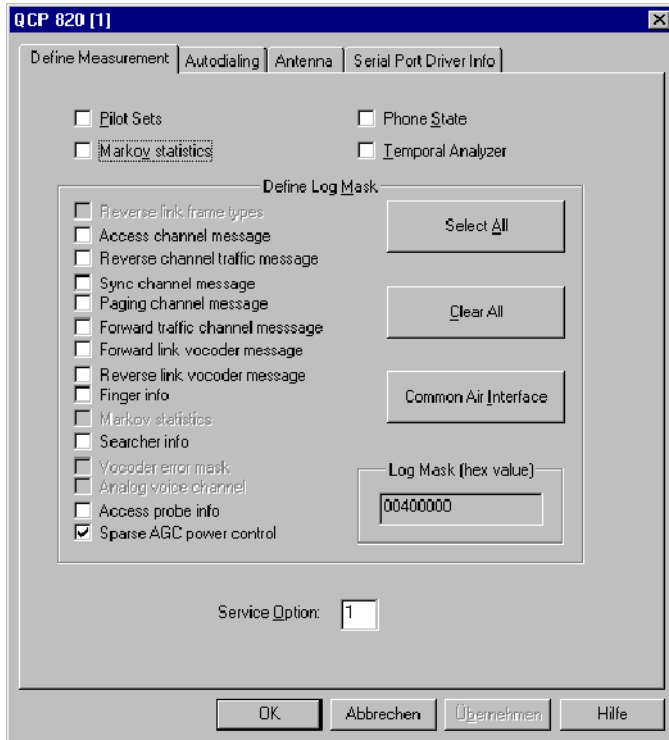 QCP 820 [1]
Define Measurement Autodialing Antenna Serial Port Driver Info
Pilot Sets Phone State
Markov statistics Temporal Analyzer
Define Log Mask
Reverse link frame types
Select All
Access channel message
Reverse channel traffic message
Sync channel message
Paging channel message
Clear All
Forward traffic channel messsage
Forward link vocoder message
Reverse link vocoder message
Finger info
Common Air Interface
Markov statistics
Searcher info
Vocoder error mask
Log Mask (hex value)
Analog voice channel
Access probe info
00400000
Sparse AGC power control
Service Option: 1
OK Abbrechen Übernehmen Hilfe